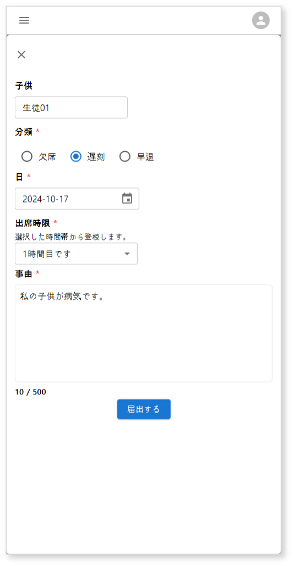 子供
生徒01
分類 *
欠席 遅刻 早退
日 *
2024-10-17
出席時限 *
選択した時間帯から登校します。
1時間目です
事由 *
私の子供が病気です。
10 / 500
届出する